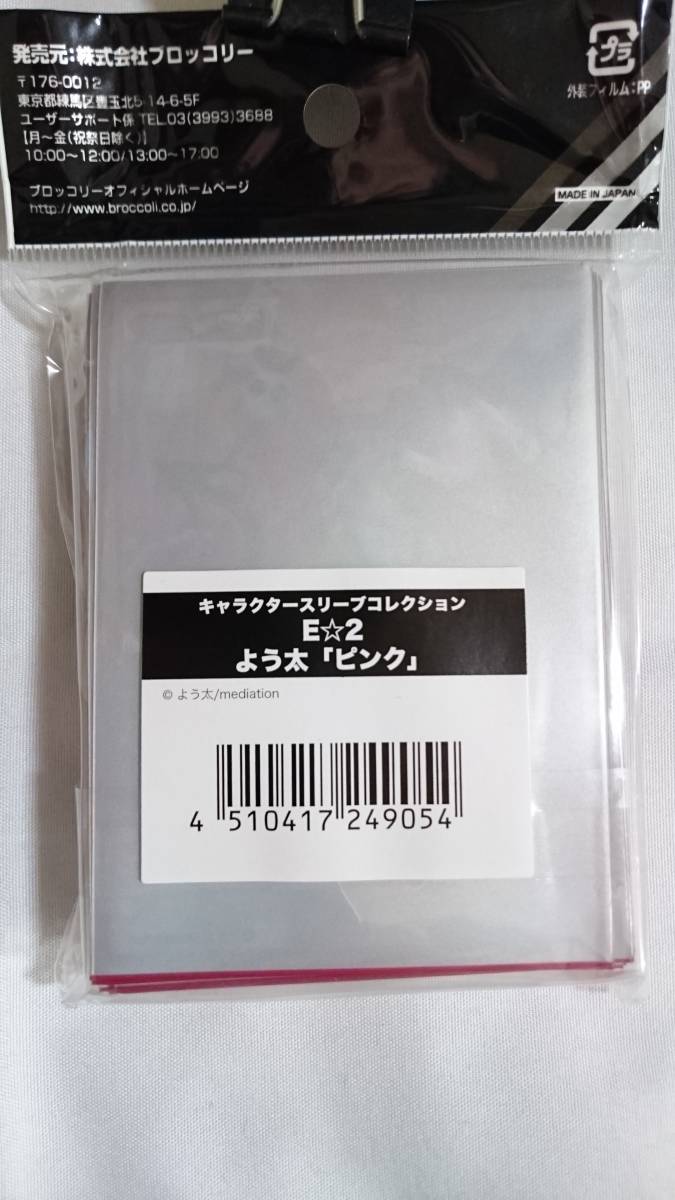 発売元:株式会社ブロッコリー
〒176-0012
東京都練馬区豊玉北5-14-6-5F
ユーザーサポート係 TEL.03(3993)3688
【月〜金(祝祭日除く)】
10:00〜12:00/13:00〜17:00
ブロッコリーオフィシャルホームページ
http://www.broccoli.co.jp/
プラ
外装フィルム:PP
MADE IN JAPAN
キャラクタースリーブコレクション
E☆2
よう太「ピンク」
© よう太/mediation
4 510417 249054